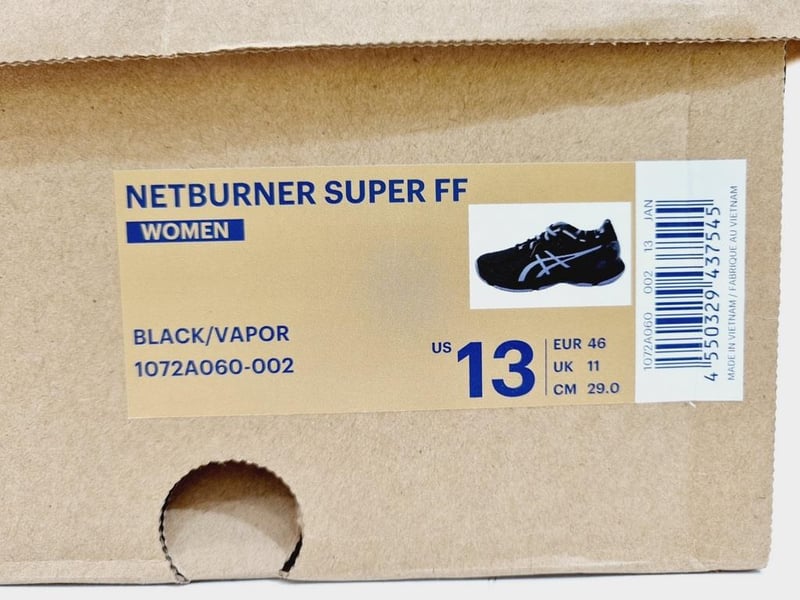 NETBURNER SUPER FF
WOMEN
BLACK/VAPOR
1072A060-002
US 13
EUR 46
UK 11
CM 29.0
1072A060 002 13 JAN
4 550329 437545
MADE IN VIETNAM / FABRIQUE AU VIETNAM